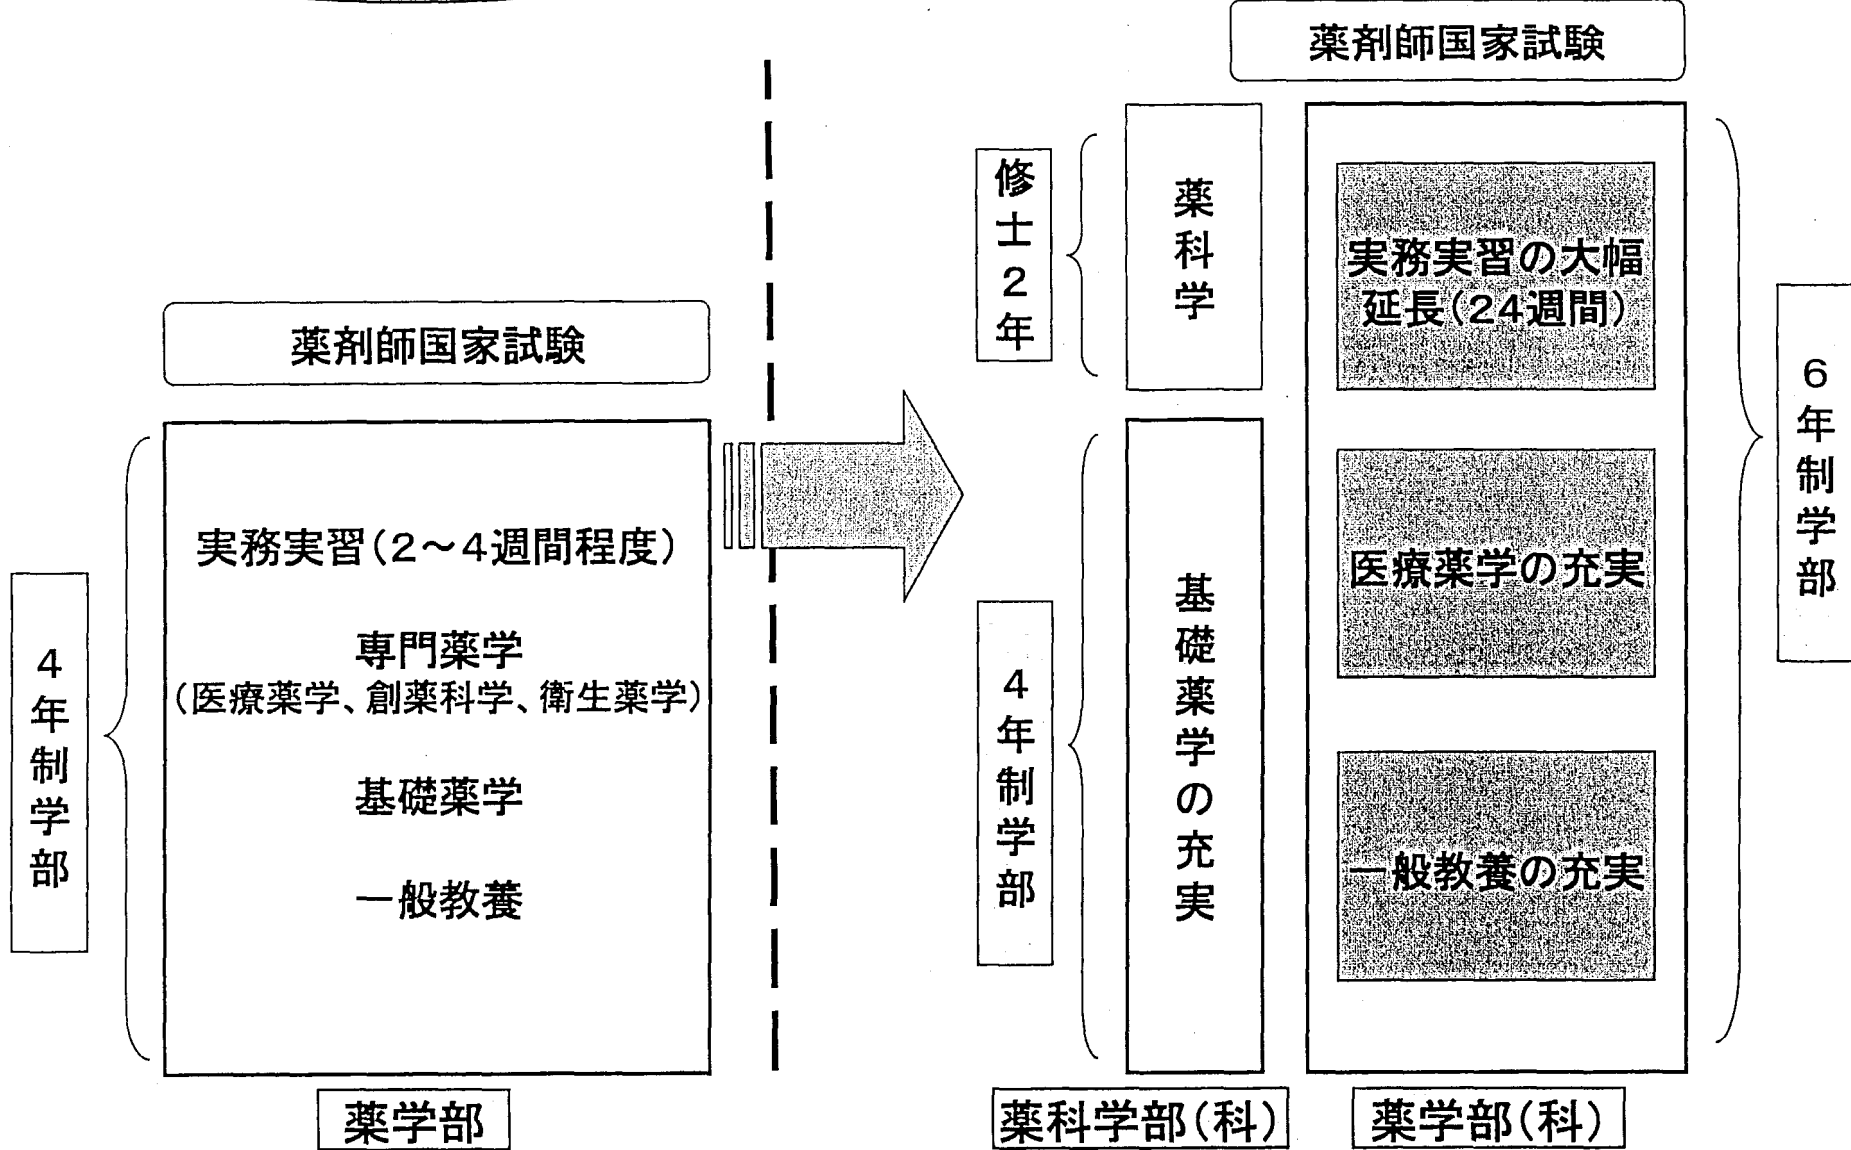 薬剤師国家試験
4年制学部
実務実習(2～4週間程度)
専門薬学
(医療薬学、創薬科学、衛生薬学)
基礎薬学
一般教養
薬学部
薬剤師国家試験
修士2年
薬科学
4年制学部
基礎薬学の充実
薬科学部(科)
実務実習の大幅
延長(24週間)
医療薬学の充実
一般教養の充実
6年制学部
薬学部(科)